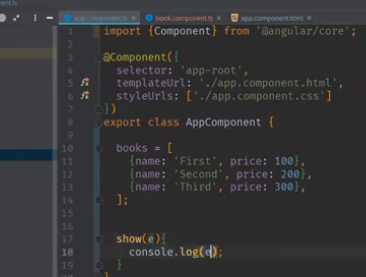 app.component.ts book.component.ts app.component.html
1 import {Component} from '@angular/core';
2
3 @Component({
4 selector: 'app-root',
5 templateUrl: './app.component.html',
6 styleUrls: ['./app.component.css']
7 })
8 export class AppComponent {
9
10 books = [
11 {name: 'First', price: 100},
12 {name: 'Second', price: 200},
13 {name: 'Third', price: 300},
14 ];
15
16
17 show(e){
18 console.log(e);
19 }